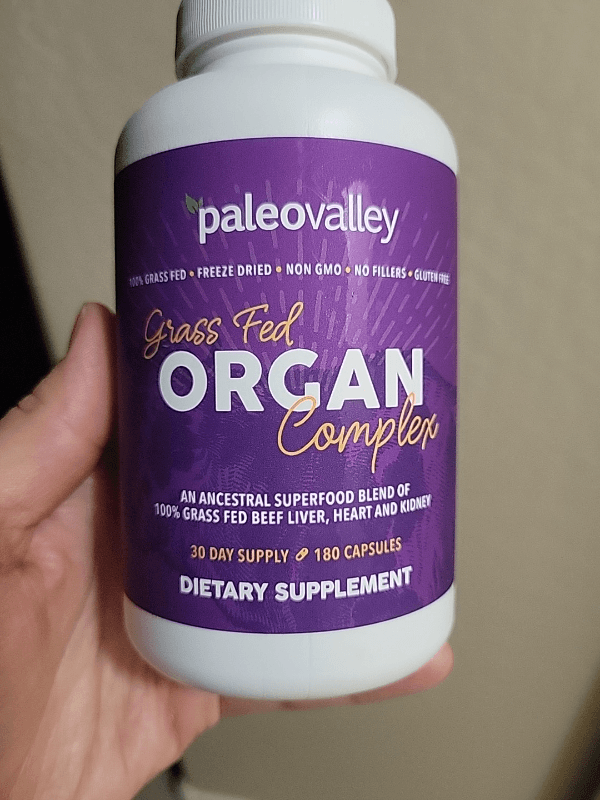 paleovalley
100% GRASS FED • FREEZE DRIED • NON GMO • NO FILLERS • GLUTEN FREE
Grass Fed
ORGAN
Complex
AN ANCESTRAL SUPERFOOD BLEND OF
100% GRASS FED BEEF LIVER, HEART AND KIDNEY
30 DAY SUPPLY 180 CAPSULES
DIETARY SUPPLEMENT